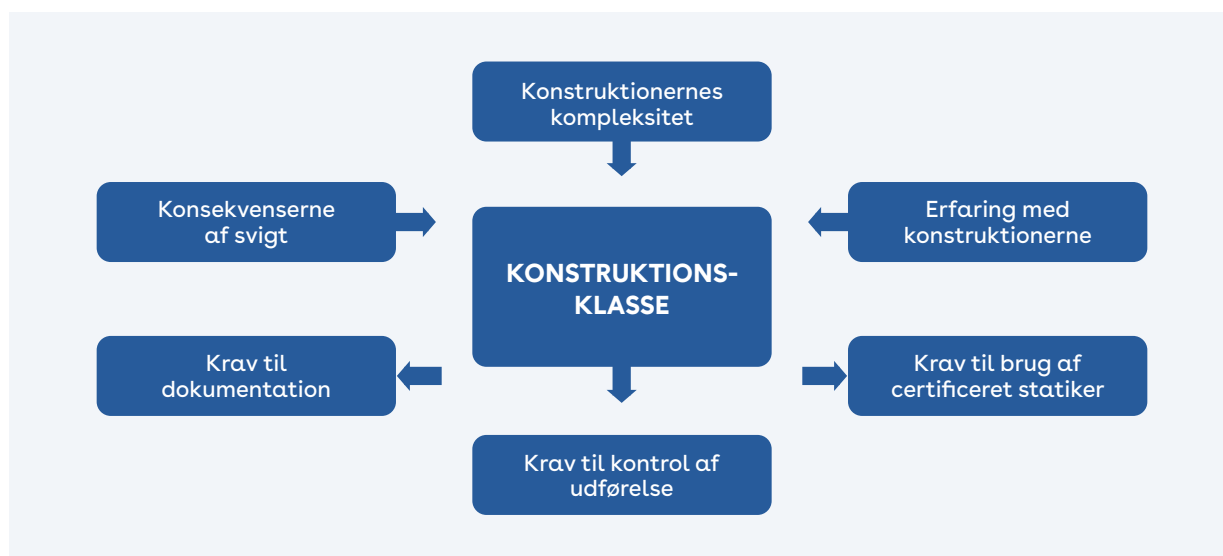 Konstruktionernes
kompleksitet
Konsekvenserne
af svigt
Erfaring med
konstruktionerne
KONSTRUKTIONS-
KLASSE
Krav til
dokumentation
Krav til brug af
certificeret statiker
Krav til kontrol af
udførelse